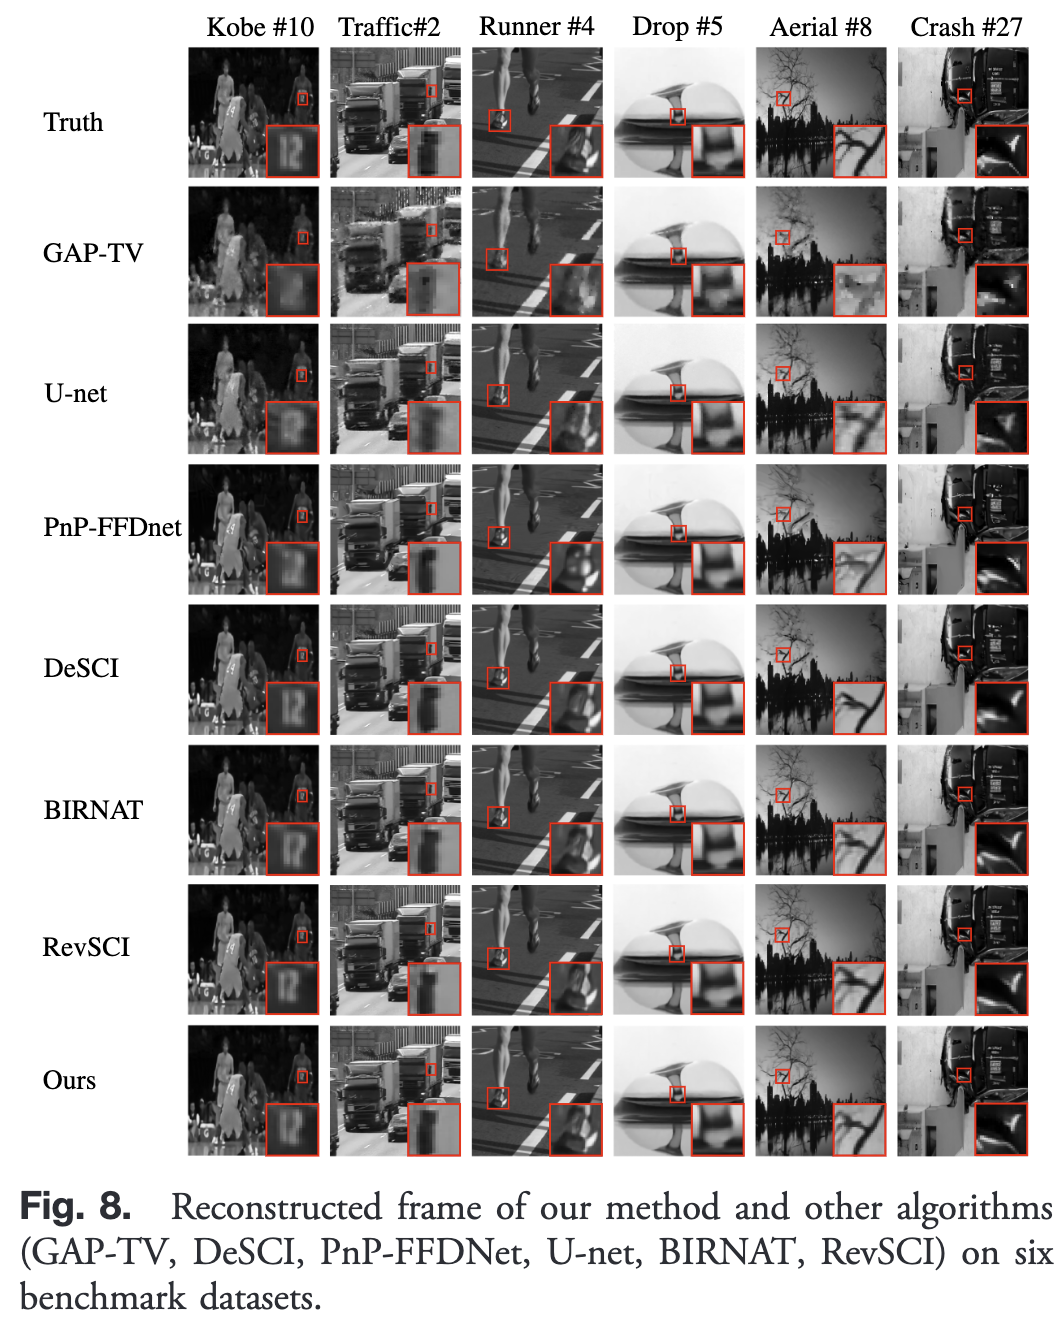 Kobe #10 Traffic#2 Runner #4 Drop #5 Aerial #8 Crash #27
Truth
GAP-TV
U-net
PnP-FFDnet
DeSCI
BIRNAT
RevSCI
Ours
Fig. 8. Reconstructed frame of our method and other algorithms
(GAP-TV, DeSCI, PnP-FFDNet, U-net, BIRNAT, RevSCI) on six
benchmark datasets.